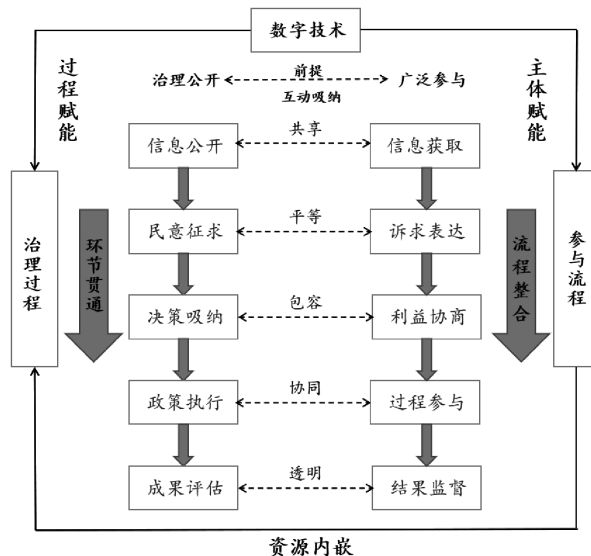 数字技术
过程赋能
主体赋能
治理公开 前提 广泛参与
互动吸纳
信息公开 共享 信息获取
民意征求 平等 诉求表达
决策吸纳 包容 利益协商
政策执行 协同 过程参与
成果评估 透明 结果监督
治理过程
环节贯通
流程整合
参与流程
资源内嵌